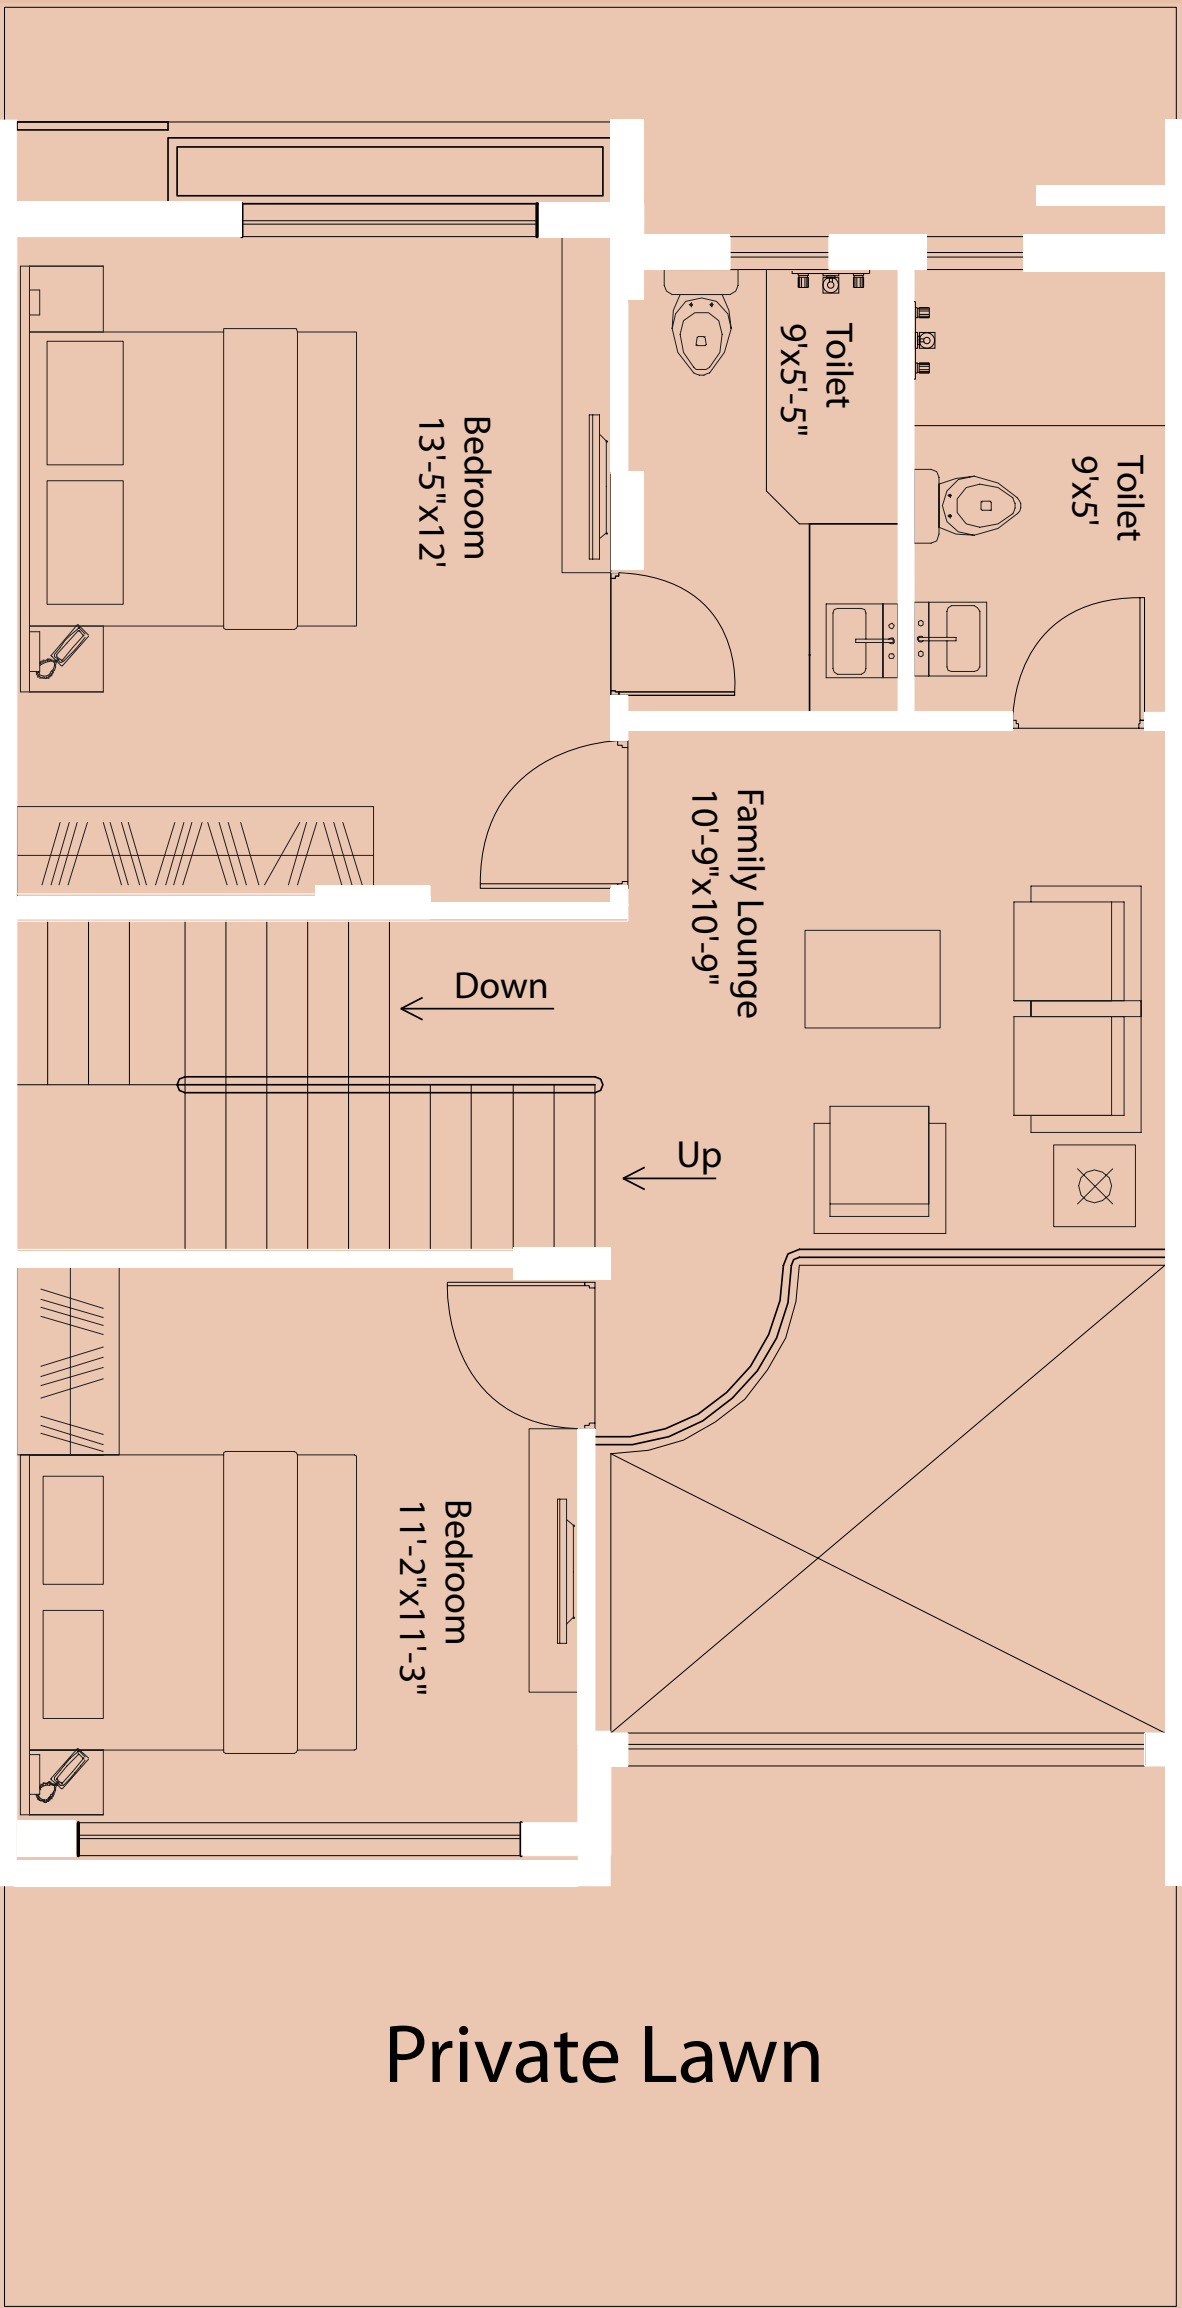 Toilet
9'x5'-5"
Toilet
9'x5'
Bedroom
13'-5"x12'
Family Lounge
10'-9"x10'-9"
Down
Up
Bedroom
11'-2"x11'-3"
Private Lawn